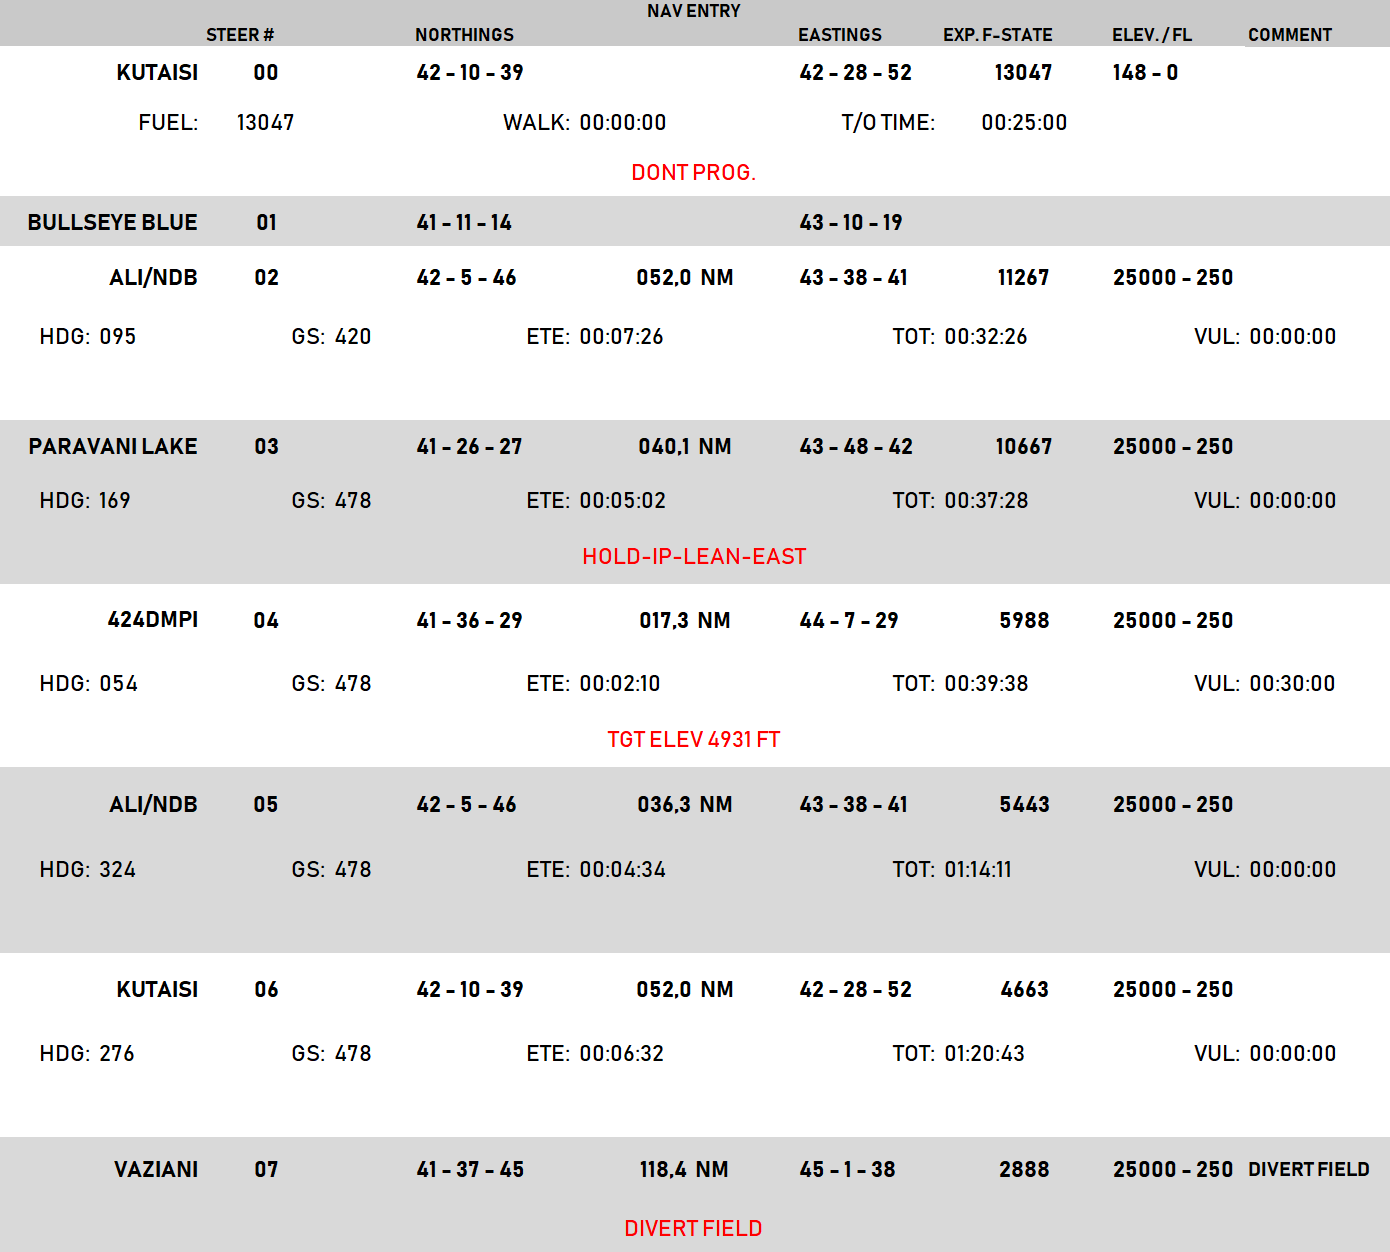 NAV ENTRY
STEER # NORTHINGS EASTINGS EXP. F-STATE ELEV. / FL COMMENT
KUTAISI 00 42 - 10 - 39 42 - 28 - 52 13047 148 - 0
FUEL: 13047 WALK: 00:00:00 T/O TIME: 00:25:00
DONT PROG.
BULLSEYE BLUE 01 41 - 11 - 14 43 - 10 - 19
ALI/NDB 02 42 - 5 - 46 052,0 NM 43 - 38 - 41 11267 25000 - 250
HDG: 095 GS: 420 ETE: 00:07:26 TOT: 00:32:26 VUL: 00:00:00
PARAVANI LAKE 03 41 - 26 - 27 040,1 NM 43 - 48 - 42 10667 25000 - 250
HDG: 169 GS: 478 ETE: 00:05:02 TOT: 00:37:28 VUL: 00:00:00
HOLD-IP-LEAN-EAST
424DMPI 04 41 - 36 - 29 017,3 NM 44 - 7 - 29 5988 25000 - 250
HDG: 054 GS: 478 ETE: 00:02:10 TOT: 00:39:38 VUL: 00:30:00
TGT ELEV 4931 FT
ALI/NDB 05 42 - 5 - 46 036,3 NM 43 - 38 - 41 5443 25000 - 250
HDG: 324 GS: 478 ETE: 00:04:34 TOT: 01:14:11 VUL: 00:00:00
KUTAISI 06 42 - 10 - 39 052,0 NM 42 - 28 - 52 4663 25000 - 250
HDG: 276 GS: 478 ETE: 00:06:32 TOT: 01:20:43 VUL: 00:00:00
VAZIANI 07 41 - 37 - 45 118,4 NM 45 - 1 - 38 2888 25000 - 250 DIVERT FIELD
DIVERT FIELD